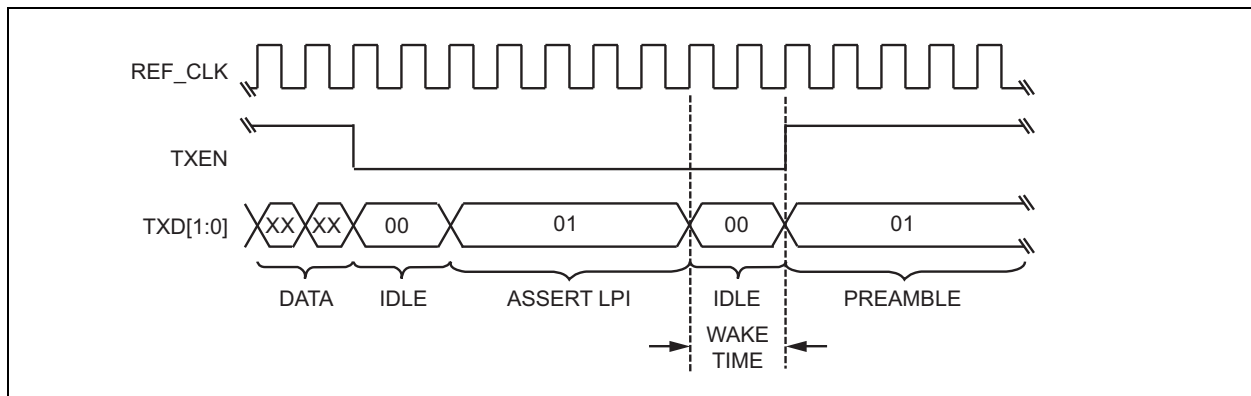 REF_CLK
TXEN
TXD[1:0] XX XX 00 01 00 01
DATA IDLE ASSERT LPI IDLE PREAMBLE
WAKE
TIME